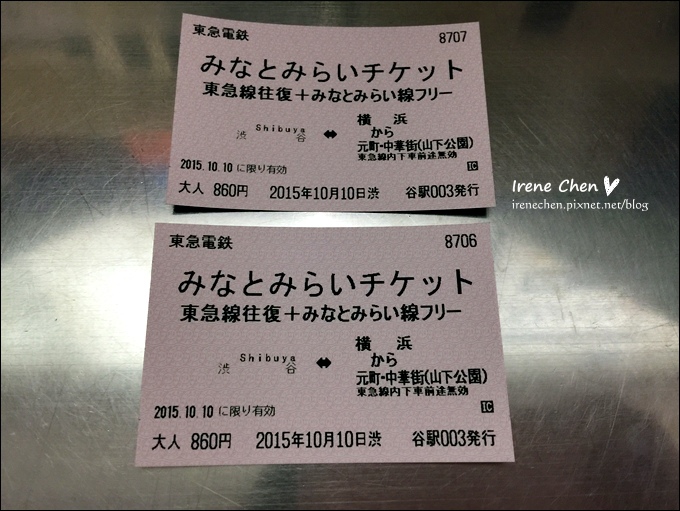 東急電鉄 8707
みなとみらいチケット
東急線往復+みなとみらい線フリー
渋 Shibuya 谷 ⬌ 横 浜
から
元町・中華街(山下公園)
東急線内下車前途無効
2015.10.10 に限り有効 IC
大人 860円 2015年10月10日渋 谷駅003発行
Irene Chen ♥
irenechen.pixnet.net/blog
東急電鉄 8706
みなとみらいチケット
東急線往復+みなとみらい線フリー
渋 Shibuya 谷 ⬌ 横 浜
から
元町・中華街(山下公園)
東急線内下車前途無効
2015.10.10 に限り有効 IC
大人 860円 2015年10月10日渋 谷駅003発行